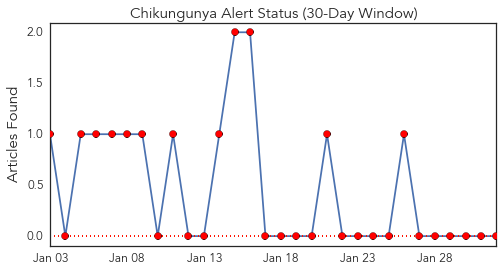 Chikungunya Alert Status (30-Day Window)
Articles Found
2.0
1.5
1.0
0.5
0.0
Jan 03 Jan 08 Jan 13 Jan 18 Jan 23 Jan 28